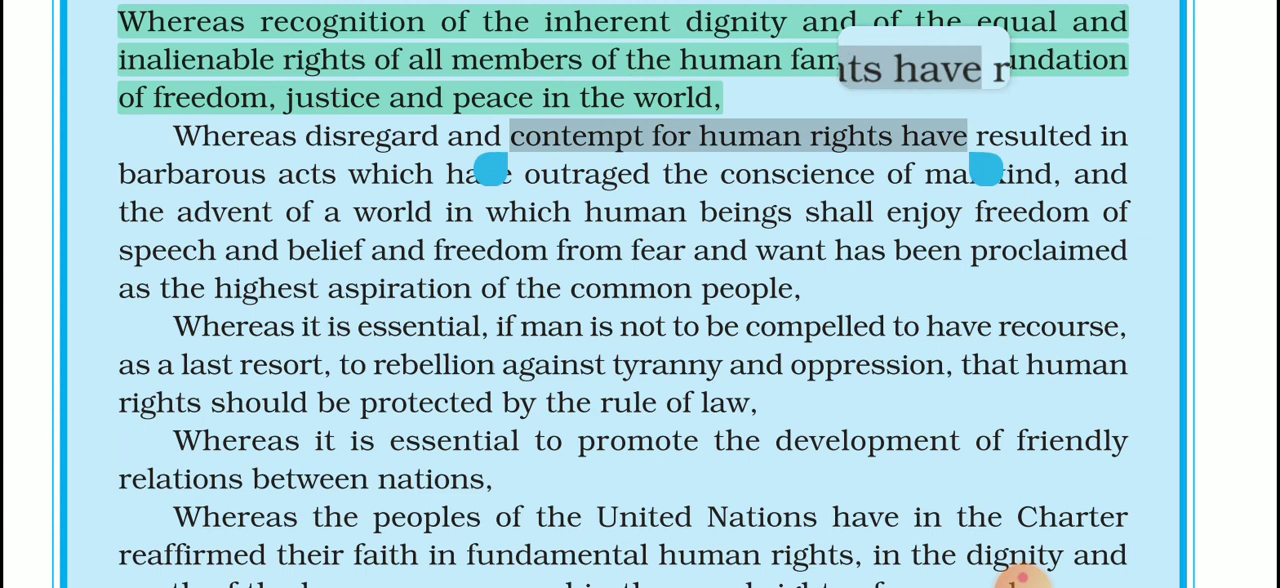 Whereas recognition of the inherent dignity and of the equal and
inalienable rights of all members of the human fam
ts have r
undation
of freedom, justice and peace in the world,
Whereas disregard and contempt for human rights have resulted in
barbarous acts which have outraged the conscience of mankind, and
the advent of a world in which human beings shall enjoy freedom of
speech and belief and freedom from fear and want has been proclaimed
as the highest aspiration of the common people,
Whereas it is essential, if man is not to be compelled to have recourse,
as a last resort, to rebellion against tyranny and oppression, that human
rights should be protected by the rule of law,
Whereas it is essential to promote the development of friendly
relations between nations,
Whereas the peoples of the United Nations have in the Charter
reaffirmed their faith in fundamental human rights, in the dignity and